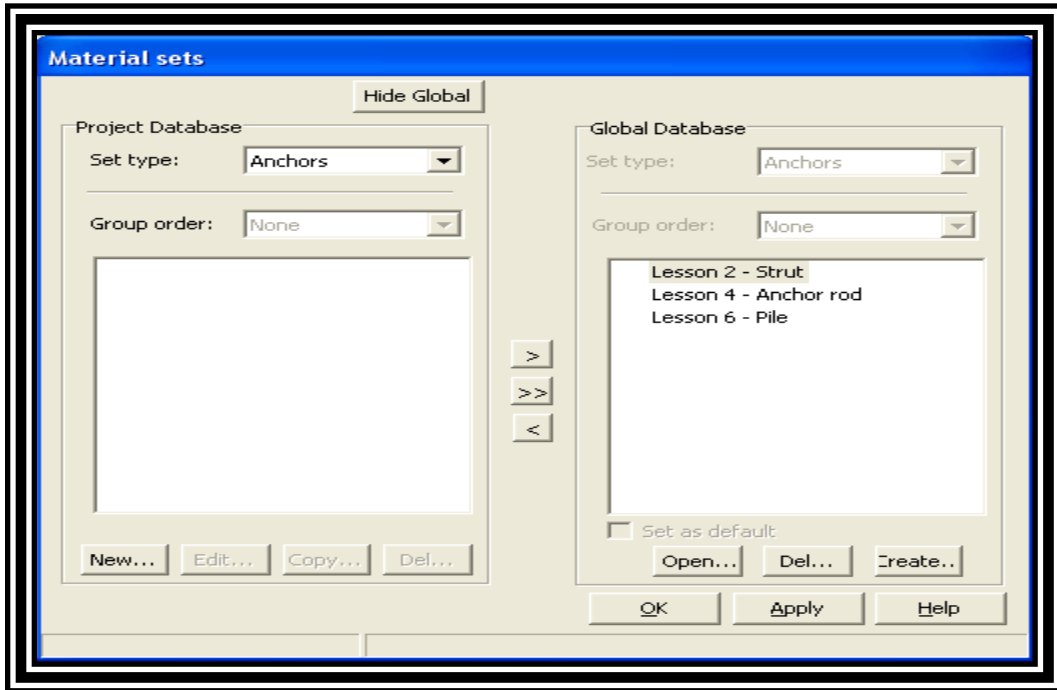 Material sets
Hide Global
Project Database
Set type: Anchors
Group order: None
New... Edit... Copy... Del...
>
>>
<
Global Database
Set type: Anchors
Group order: None
Lesson 2 - Strut
Lesson 4 - Anchor rod
Lesson 6 - Pile
Set as default
Open... Del... Create..
OK Apply Help